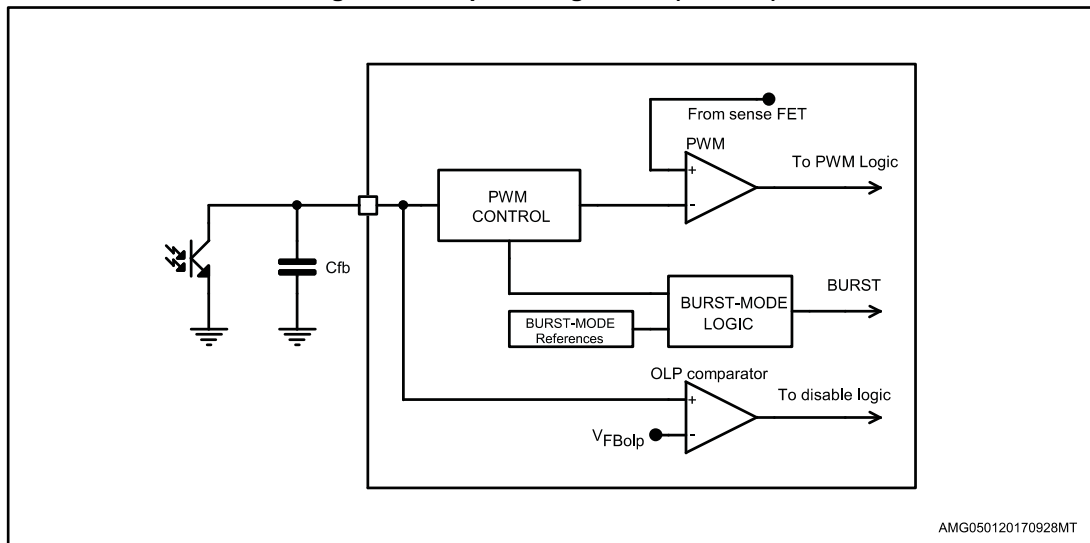 From sense FET
PWM
+
-
To PWM Logic
PWM
CONTROL
Cfb
BURST
BURST-MODE
LOGIC
BURST-MODE
References
OLP comparator
+
-
To disable logic
VFBolp
AMG050120170928MT